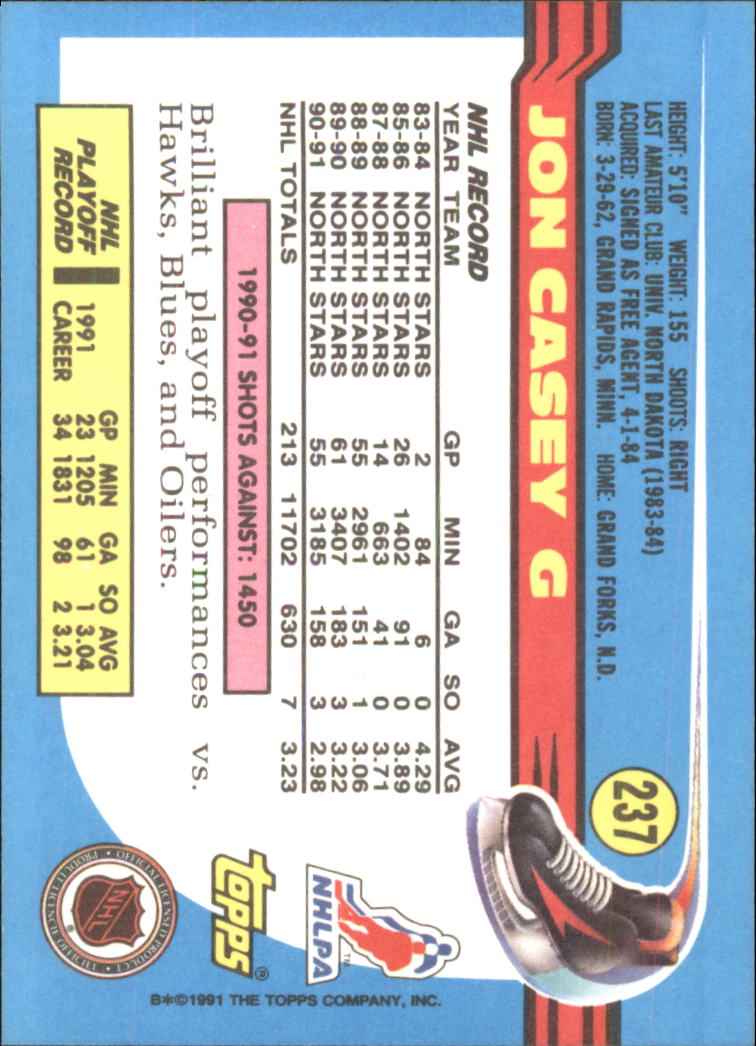 HEIGHT: 5'10" WEIGHT: 155 SHOOTS: RIGHT
LAST AMATEUR CLUB: UNIV. NORTH DAKOTA (1983-84)
ACQUIRED: SIGNED AS FREE AGENT, 4-1-84
BORN: 3-29-62, GRAND RAPIDS, MINN. HOME: GRAND FORKS, N.D.
237
JON CASEY G
NHL RECORD
YEAR TEAM GP MIN GA SO AVG
83-84 NORTH STARS 2 84 6 0 4.29
85-86 NORTH STARS 26 1402 91 0 3.89
87-88 NORTH STARS 14 663 41 0 3.71
88-89 NORTH STARS 55 2961 151 1 3.06
89-90 NORTH STARS 61 3407 183 3 3.22
90-91 NORTH STARS 55 3185 158 3 2.98
NHL TOTALS 213 11702 630 7 3.23
1990-91 SHOTS AGAINST: 1450
Brilliant playoff performances vs.
Hawks, Blues, and Oilers.
NHL
PLAYOFF
RECORD
GP MIN GA SO AVG
1991 23 1205 61 1 3.04
CAREER 34 1831 98 2 3.21
NHLPA™
TOPPS®
OFFICIAL LICENSED PRODUCT
NHL®
PRODUIT LICENCIE OFFICIEL
B*©1991 THE TOPPS COMPANY, INC.